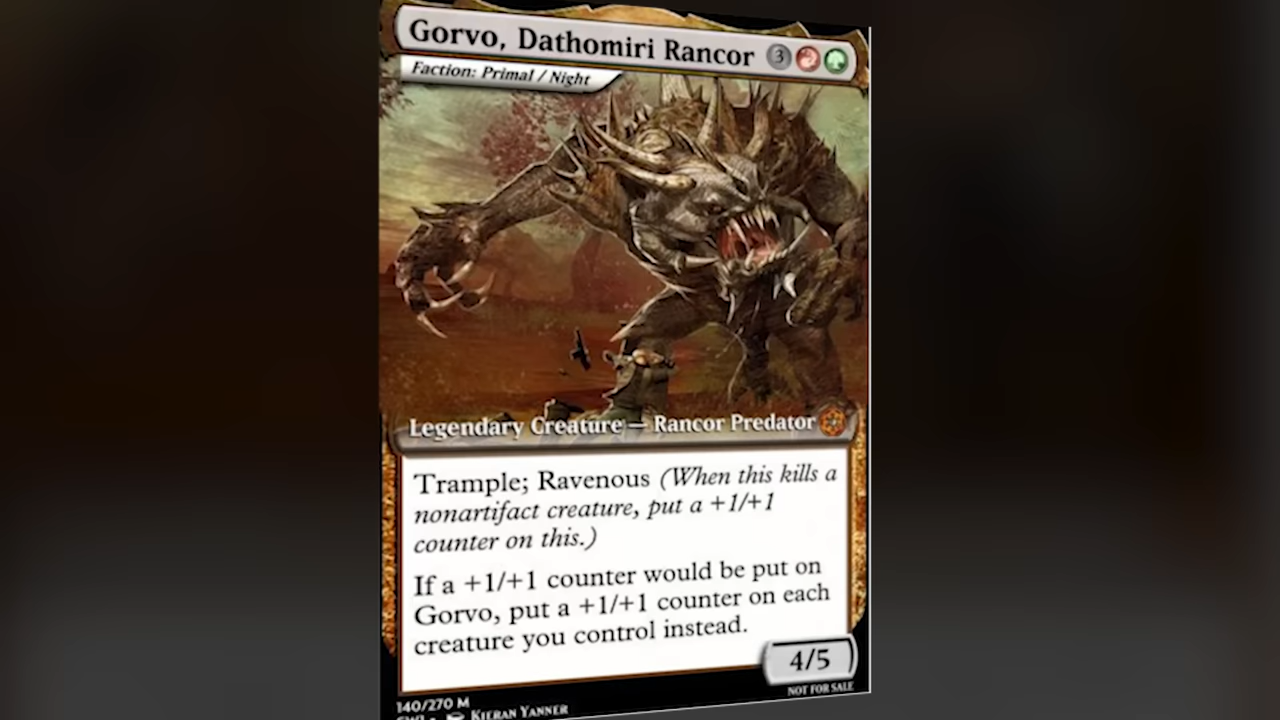 Gorvo, Dathomiri Rancor 3
Faction: Primal / Night
Legendary Creature — Rancor Predator
Trample; Ravenous (When this kills a
nonartifact creature, put a +1/+1
counter on this.)
If a +1/+1 counter would be put on
Gorvo, put a +1/+1 counter on each
creature you control instead.
4/5
NOT FOR SALE
140/270 M
KIERAN YANNER